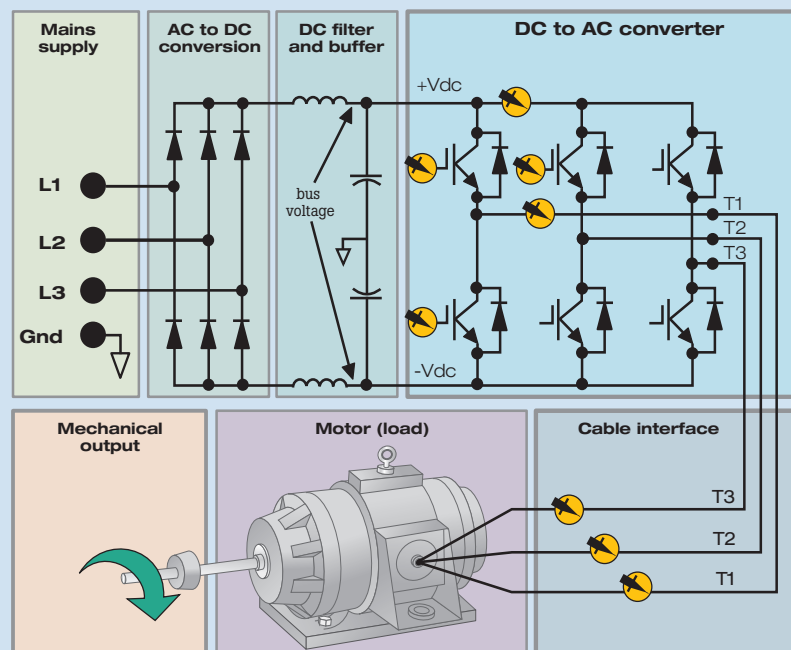 Mains
supply
AC to DC
conversion
DC filter
and buffer
DC to AC converter
+Vdc
L1
bus
voltage
T1
L2
T2
T3
L3
Gnd
-Vdc
Mechanical
output
Motor (load)
Cable interface
T3
T2
T1